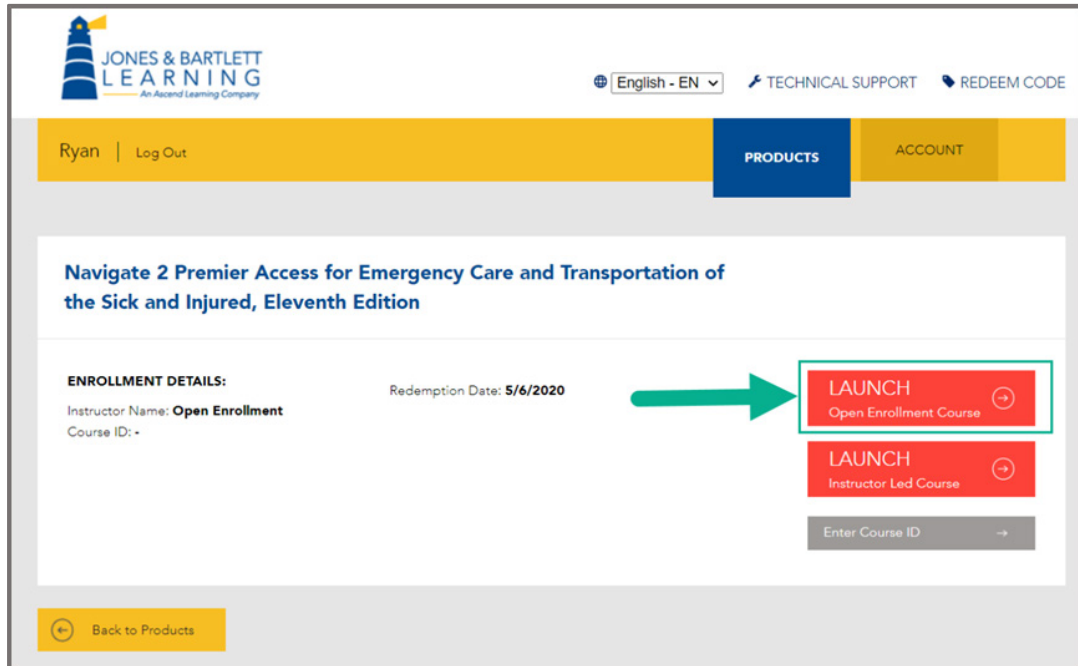 JONES & BARTLETT
LEARNING
An Ascend Learning Company
English - EN
TECHNICAL SUPPORT
REDEEM CODE
Ryan | Log Out
PRODUCTS
ACCOUNT
Navigate 2 Premier Access for Emergency Care and Transportation of
the Sick and Injured, Eleventh Edition
ENROLLMENT DETAILS:
Instructor Name: Open Enrollment
Course ID: -
Redemption Date: 5/6/2020
LAUNCH
Open Enrollment Course
LAUNCH
Instructor Led Course
Enter Course ID
Back to Products